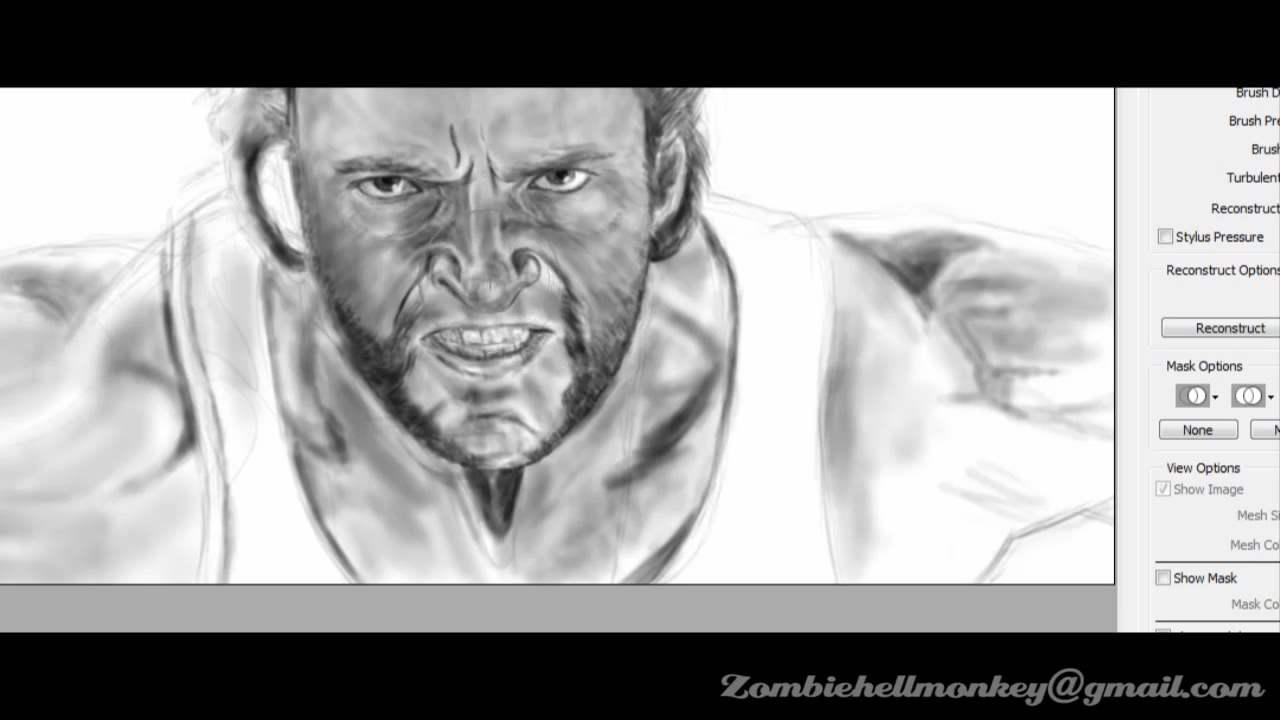 Brush D
Brush Pre
Brush
Turbulent
Reconstruct
Stylus Pressure
Reconstruct Options
Reconstruct
Mask Options
None M
View Options
Show Image
Mesh Si
Mesh Co
Show Mask
Mask Co
Zombiehellmonkey@gmail.com